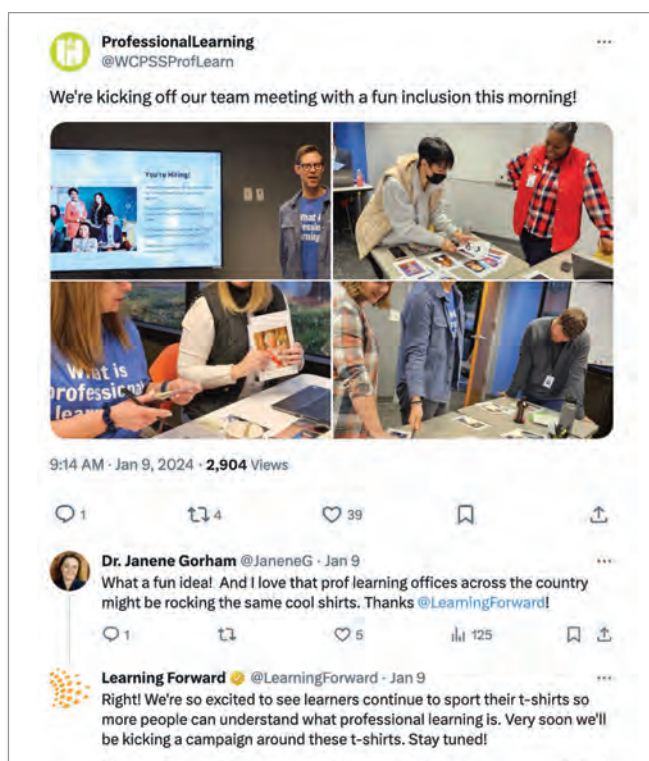 ProfessionalLearning
@WCPSSProfLearn
We're kicking off our team meeting with a fun inclusion this morning!
You're Hiring!
What is
professional
learn
9:14 AM · Jan 9, 2024 · 2,904 Views
1 4 39
Dr. Janene Gorham @JaneneG · Jan 9
What a fun idea! And I love that prof learning offices across the country
might be rocking the same cool shirts. Thanks @LearningForward!
1 5 125
Learning Forward @LearningForward · Jan 9
Right! We're so excited to see learners continue to sport their t-shirts so
more people can understand what professional learning is. Very soon we'll
be kicking a campaign around these t-shirts. Stay tuned!